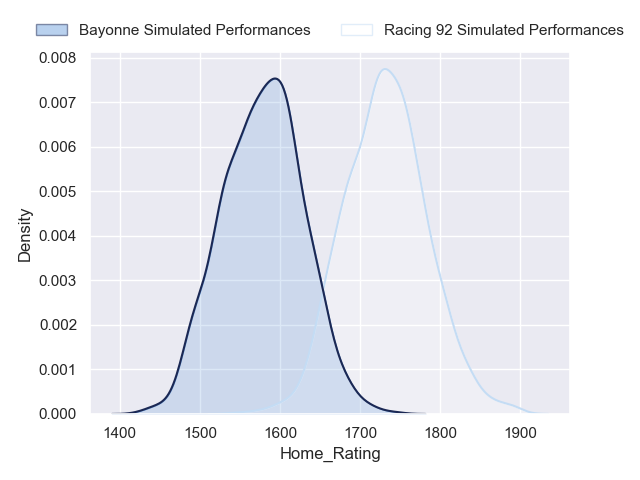 Bayonne Simulated Performances
Racing 92 Simulated Performances
0.008
0.007
0.006
0.005
0.004
0.003
0.002
0.001
0.000
Density
1400 1500 1600 1700 1800 1900
Home_Rating